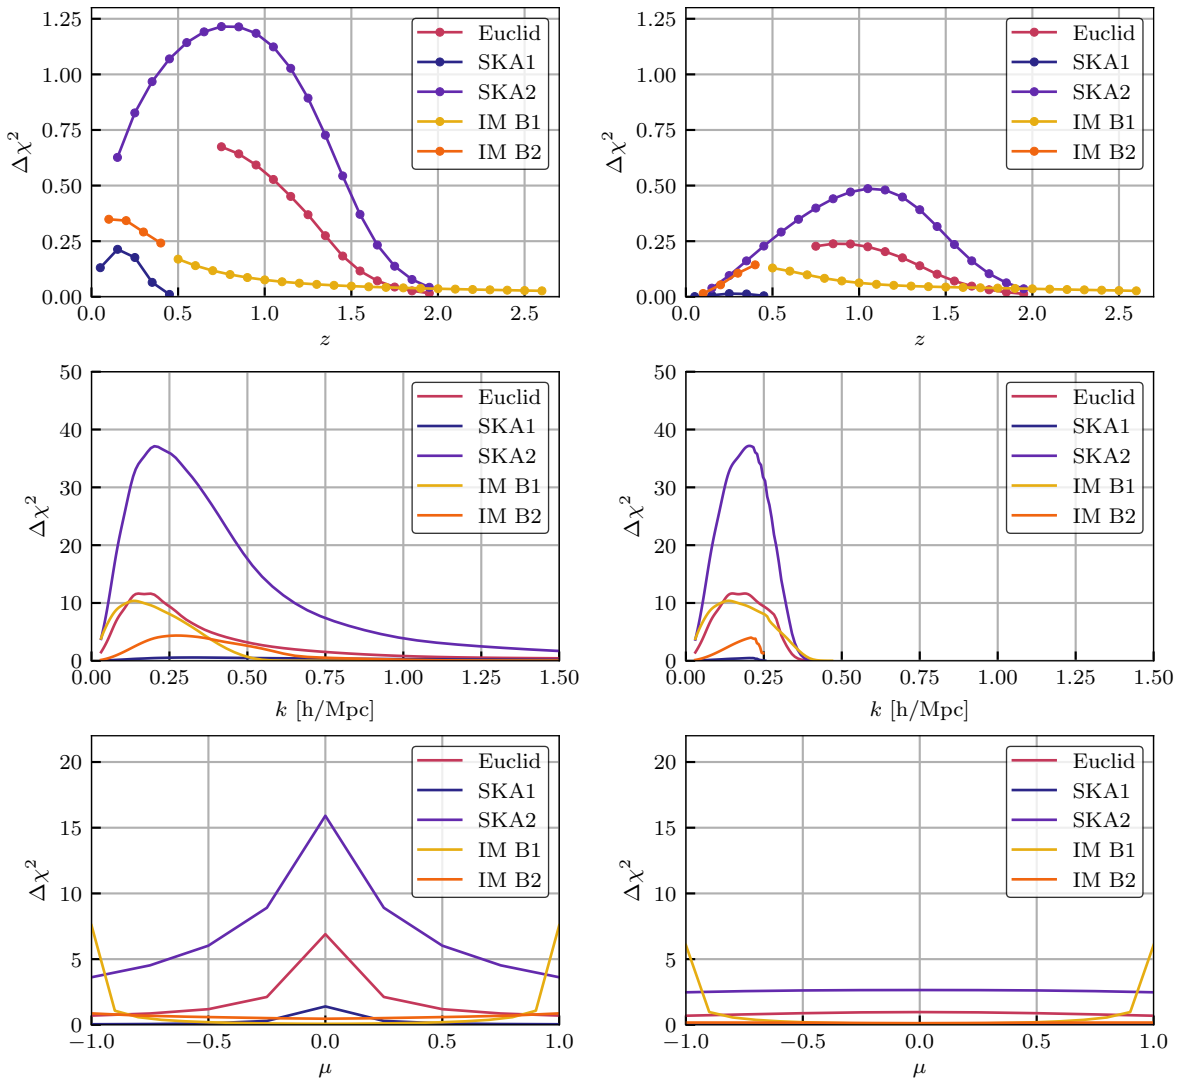 1.25
1.00
0.75
0.50
0.25
0.00
Δχ²
0.0 0.5 1.0 1.5 2.0 2.5
z
Euclid
SKA1
SKA2
IM B1
IM B2
1.25
1.00
0.75
0.50
0.25
0.00
Δχ²
0.0 0.5 1.0 1.5 2.0 2.5
z
Euclid
SKA1
SKA2
IM B1
IM B2
50
40
30
20
10
0
Δχ²
0.00 0.25 0.50 0.75 1.00 1.25 1.50
k [h/Mpc]
Euclid
SKA1
SKA2
IM B1
IM B2
50
40
30
20
10
0
Δχ²
0.00 0.25 0.50 0.75 1.00 1.25 1.50
k [h/Mpc]
Euclid
SKA1
SKA2
IM B1
IM B2
20
15
10
5
0
Δχ²
−1.0 −0.5 0.0 0.5 1.0
μ
Euclid
SKA1
SKA2
IM B1
IM B2
20
15
10
5
0
Δχ²
−1.0 −0.5 0.0 0.5 1.0
μ
Euclid
SKA1
SKA2
IM B1
IM B2